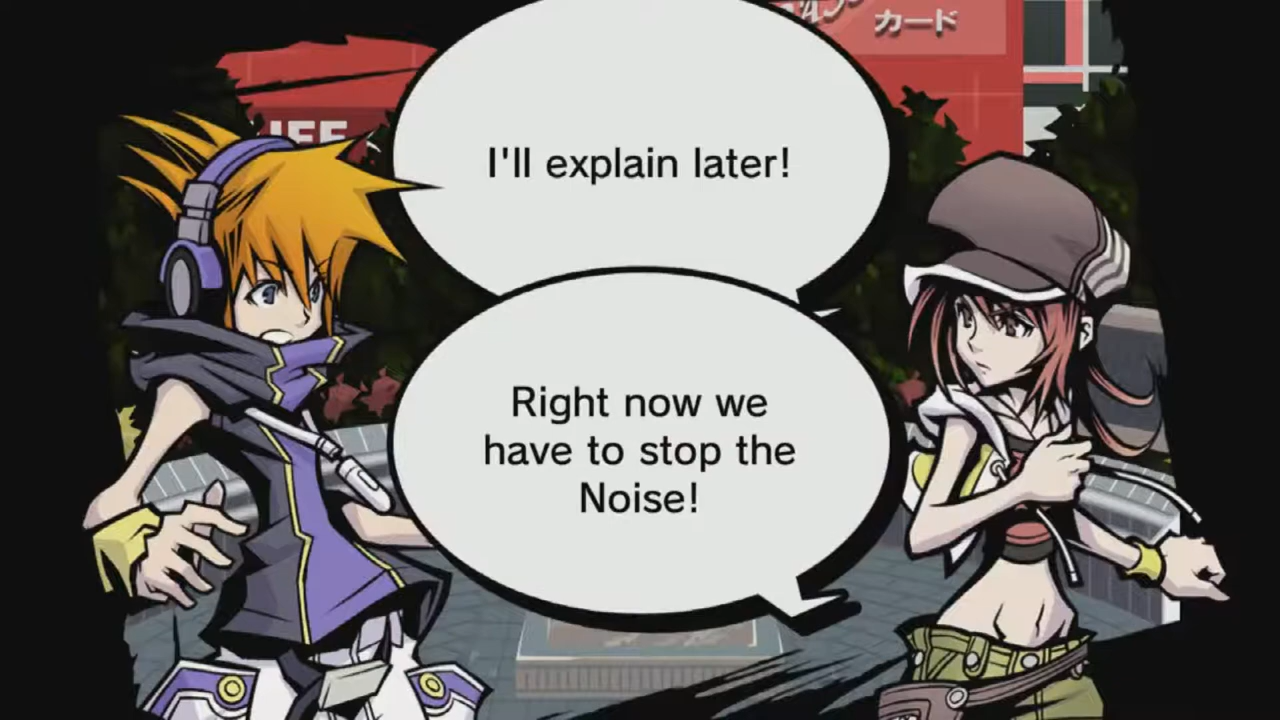 カード
I'll explain later!
Right now we
have to stop the
Noise!